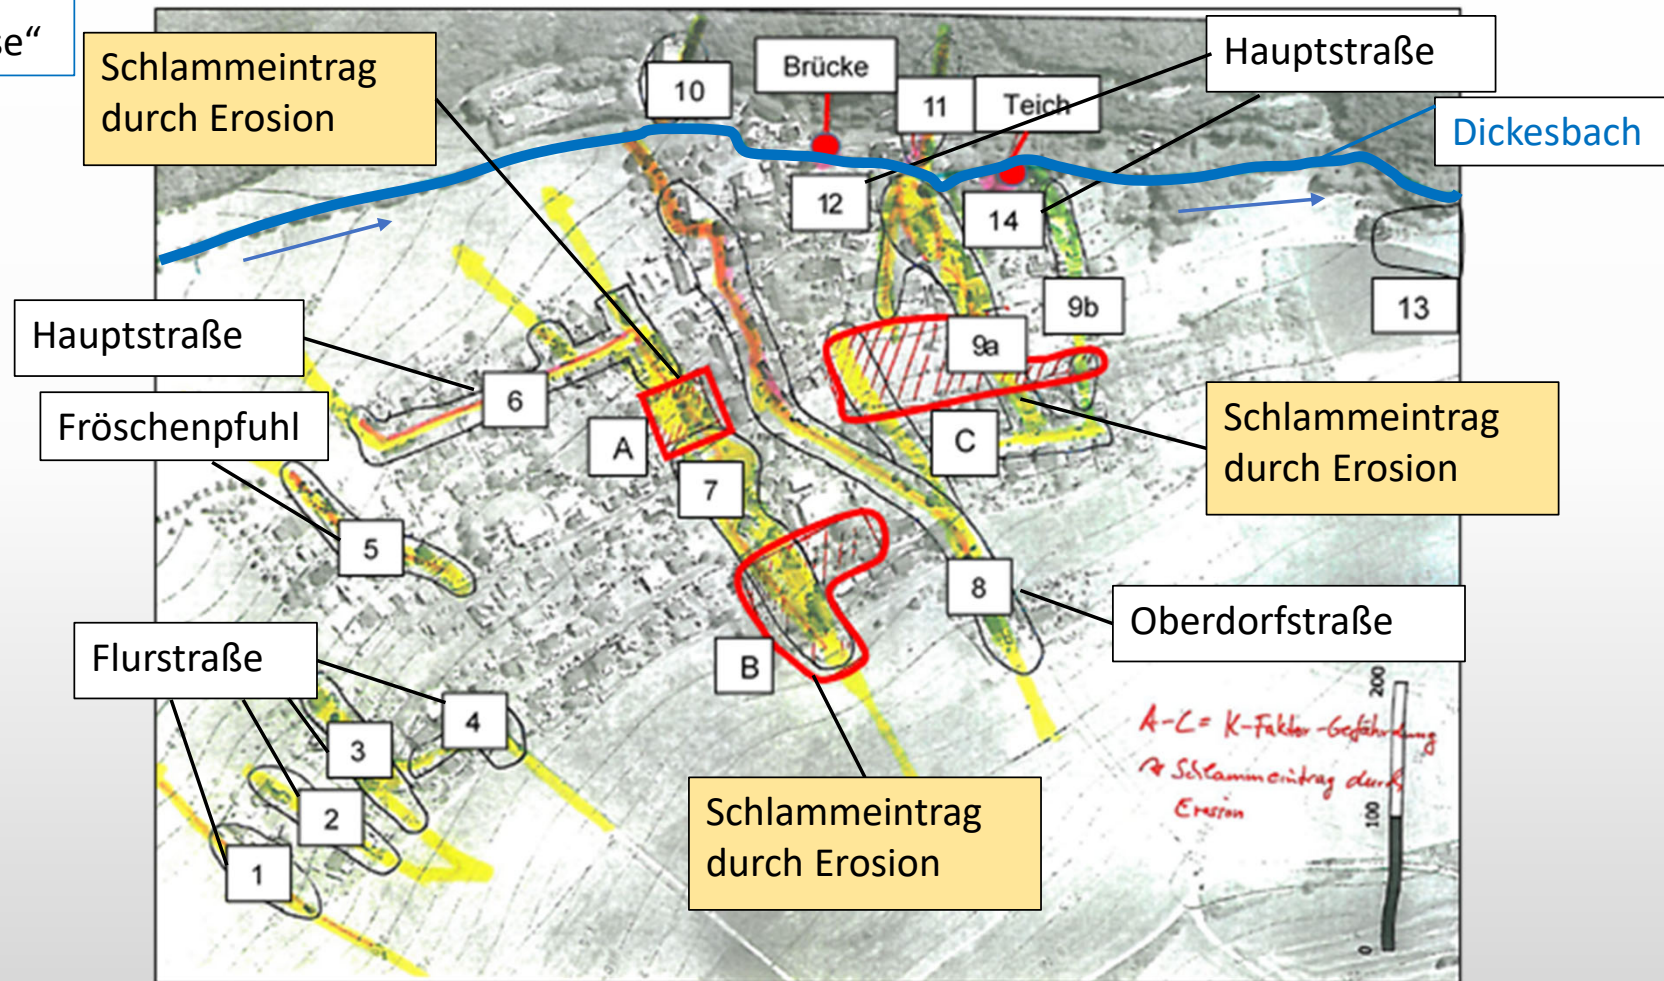 se“
Schlammeintrag
durch Erosion
10
Brücke
11
Teich
Hauptstraße
Dickesbach
12
14
Hauptstraße
9b
13
9a
Fröschenpfuhl
6
A
C
Schlammeintrag
durch Erosion
7
5
8
Oberdorfstraße
Flurstraße
B
4
3
2
1
Schlammeintrag
durch Erosion
A-C = K-Faktor-Gefährdung
Schlammeintrag durch
Erosion
200
100
0